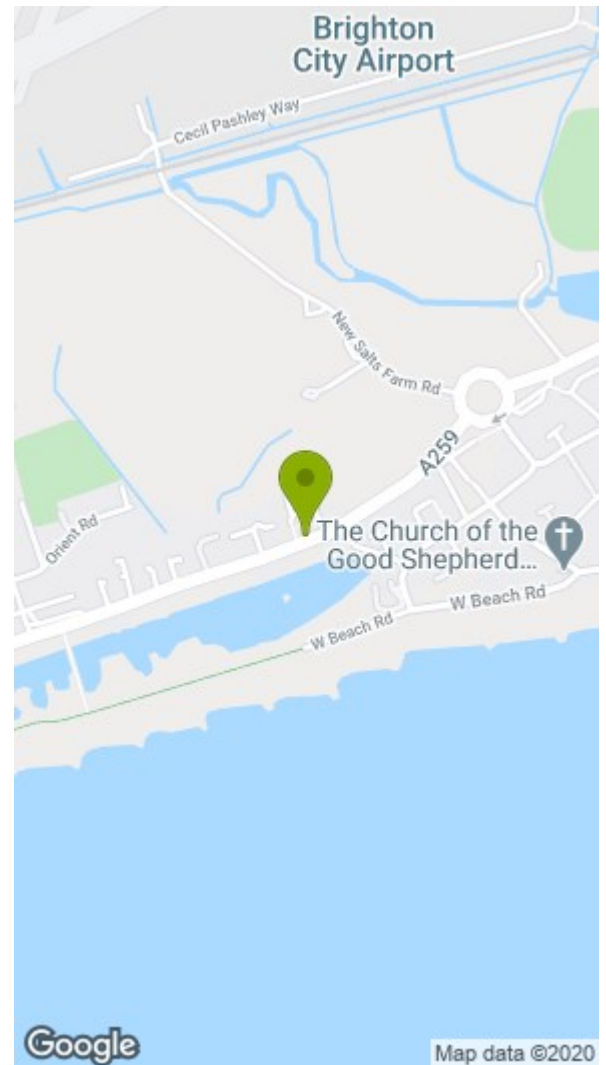 Brighton
City Airport
Cecil Pashley Way
New Salts Farm Rd
A259
Orient Rd
The Church of the
Good Shepherd...
W Beach Rd
W Beach Rd
Google
Map data ©2020